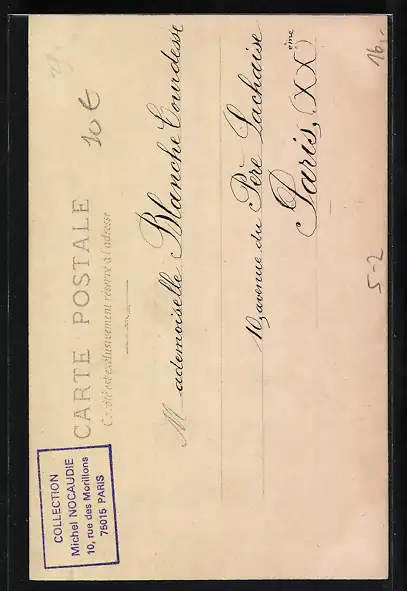 CARTE POSTALE
Ce côté est exclusivement réservé à l'adresse
Mademoiselle Blanche Courdesse
10, avenue du Père Lachaise
Paris, (XXème)
COLLECTION
Michel NOCAUDIE
10, rue des Morillons
75015 PARIS
10 €
16,-
5-2